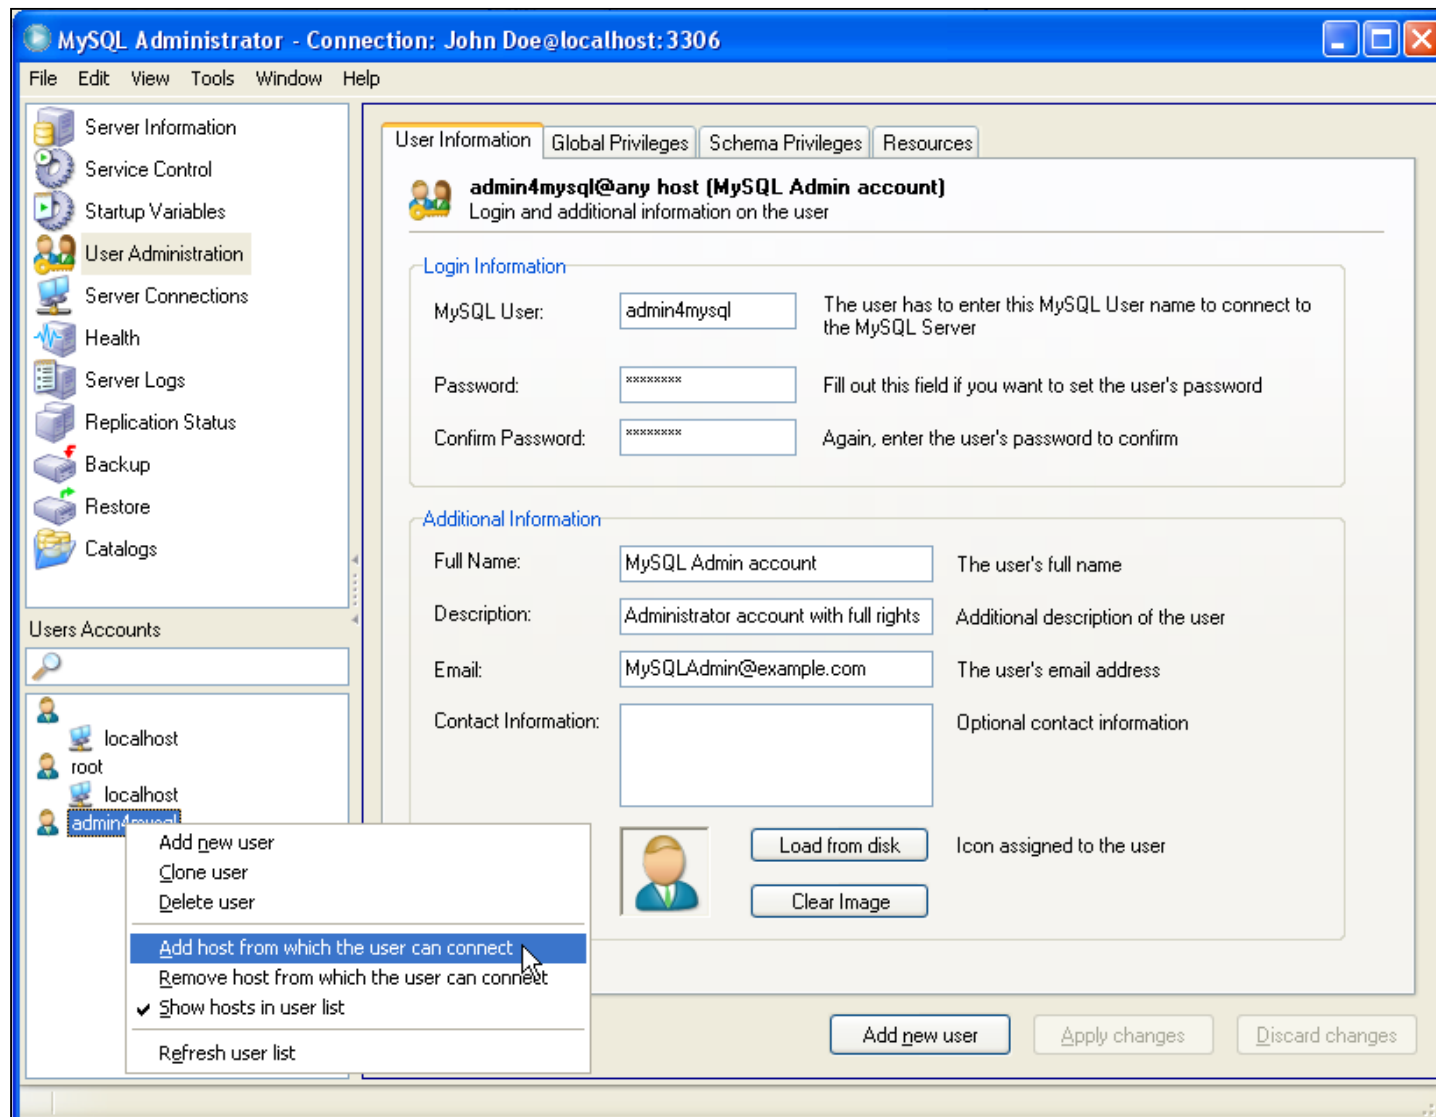 MySQL Administrator - Connection: John Doe@localhost:3306
File Edit View Tools Window Help
Server Information
Service Control
Startup Variables
User Administration
Server Connections
Health
Server Logs
Replication Status
Backup
Restore
Catalogs
Users Accounts
localhost
root
localhost
admin4mysql
Add new user
Clone user
Delete user
Add host from which the user can connect
Remove host from which the user can connect
Show hosts in user list
Refresh user list
User Information Global Privileges Schema Privileges Resources
admin4mysql@any host (MySQL Admin account)
Login and additional information on the user
Login Information
MySQL User: admin4mysql The user has to enter this MySQL User name to connect to
the MySQL Server
Password: ******** Fill out this field if you want to set the user's password
Confirm Password: ******** Again, enter the user's password to confirm
Additional Information
Full Name: MySQL Admin account The user's full name
Description: Administrator account with full rights Additional description of the user
Email: MySQLAdmin@example.com The user's email address
Contact Information: Optional contact information
Load from disk Icon assigned to the user
Clear Image
Add new user Apply changes Discard changes